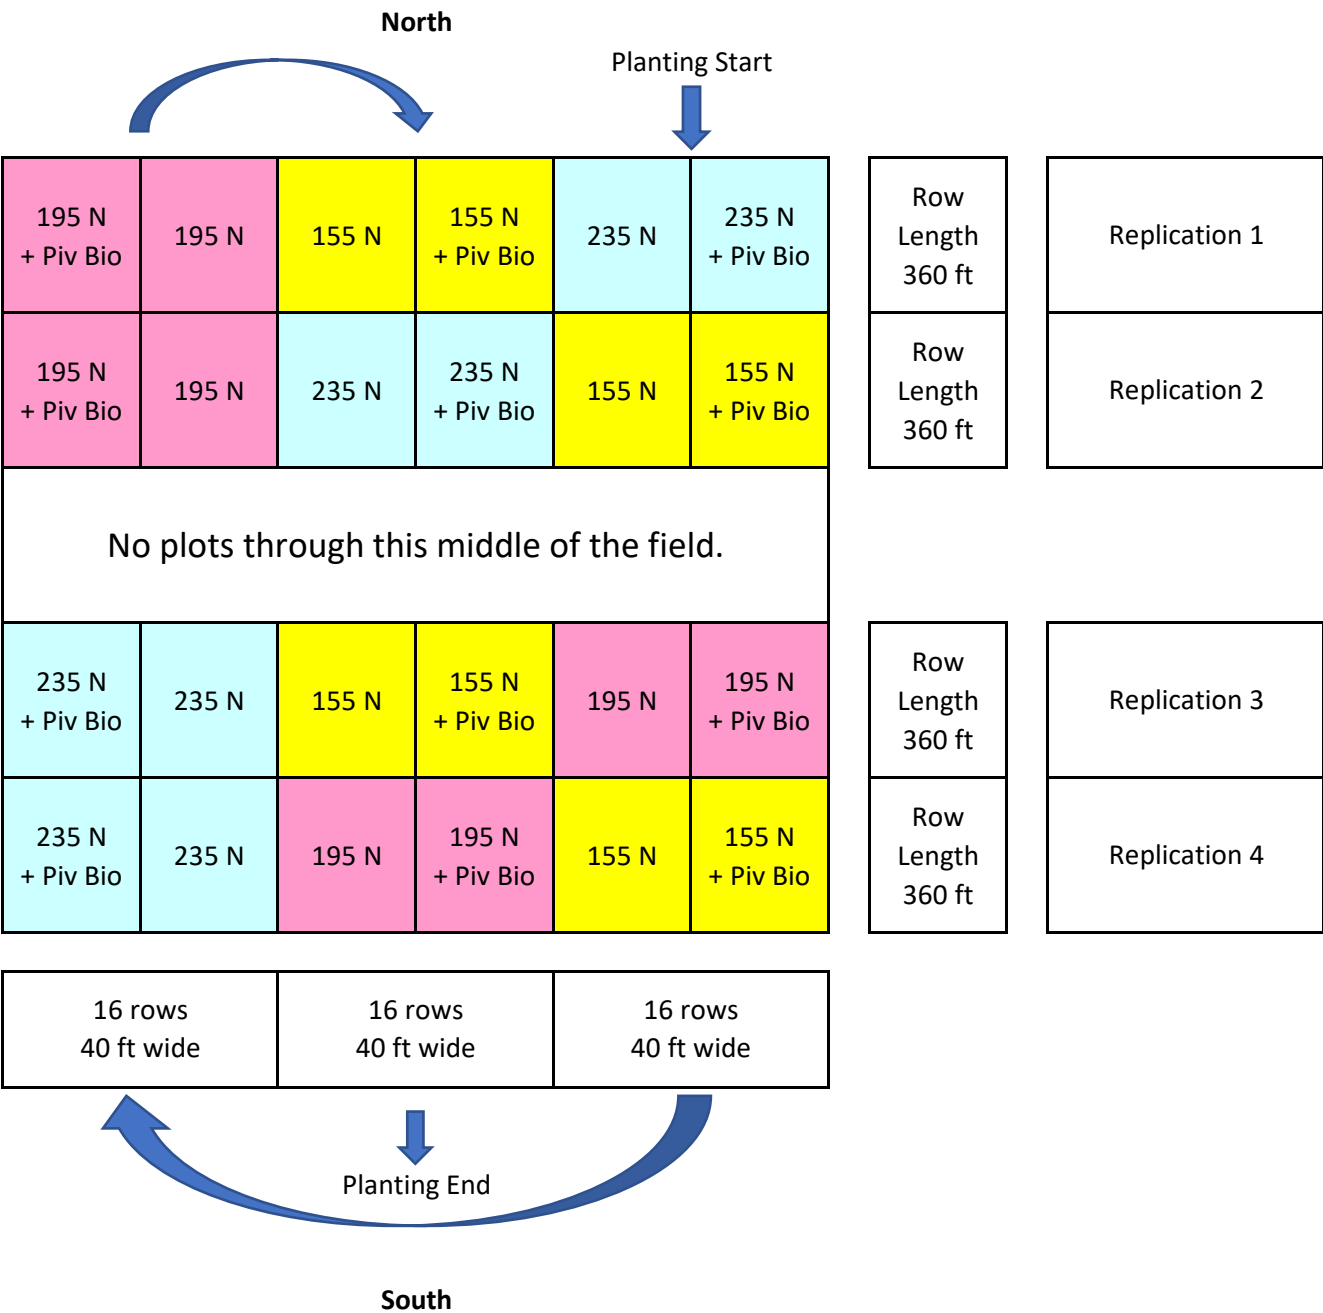 North
Planting Start
195 N
+ Piv Bio
195 N
155 N
155 N
+ Piv Bio
235 N
235 N
+ Piv Bio
Row
Length
360 ft
Replication 1
195 N
+ Piv Bio
195 N
235 N
235 N
+ Piv Bio
155 N
155 N
+ Piv Bio
Row
Length
360 ft
Replication 2
No plots through this middle of the field.
235 N
+ Piv Bio
235 N
155 N
155 N
+ Piv Bio
195 N
195 N
+ Piv Bio
Row
Length
360 ft
Replication 3
235 N
+ Piv Bio
235 N
195 N
195 N
+ Piv Bio
155 N
155 N
+ Piv Bio
Row
Length
360 ft
Replication 4
16 rows
40 ft wide
16 rows
40 ft wide
16 rows
40 ft wide
Planting End
South